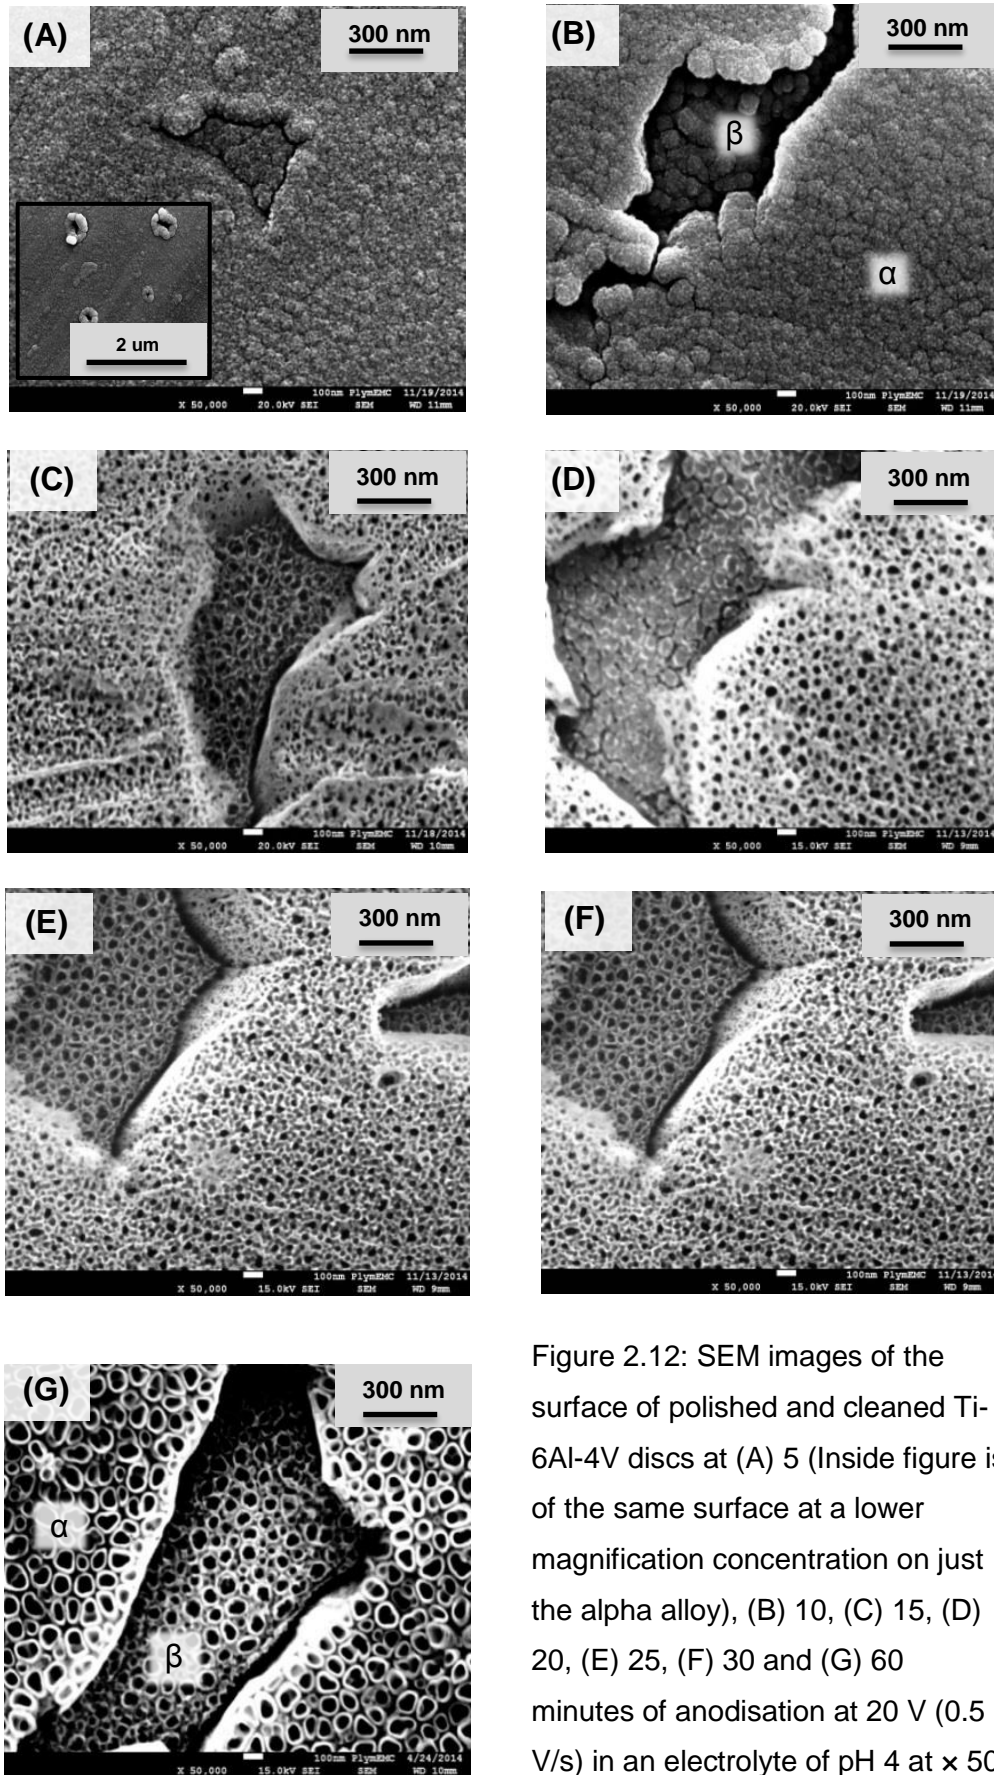 (A)
300 nm
2 um
100nm PlymEMC 11/19/2014
X 50,000 20.0kV SEI SEM WD 11mm
(B)
300 nm
β
α
100nm PlymEMC 11/19/2014
X 50,000 20.0kV SEI SEM WD 11mm
(C)
300 nm
100nm PlymEMC 11/18/2014
X 50,000 20.0kV SEI SEM WD 10mm
(D)
300 nm
100nm PlymEMC 11/13/2014
X 50,000 15.0kV SEI SEM WD 9mm
(E)
300 nm
100nm PlymEMC 11/13/2014
X 50,000 15.0kV SEI SEM WD 9mm
(F)
300 nm
100nm PlymEMC 11/13/2014
X 50,000 15.0kV SEI SEM WD 9mm
(G)
300 nm
α
β
100nm PlymEMC 4/24/2014
X 50,000 15.0kV SEI SEM WD 10mm
Figure 2.12: SEM images of the
surface of polished and cleaned Ti-
6Al-4V discs at (A) 5 (Inside figure is
of the same surface at a lower
magnification concentration on just
the alpha alloy), (B) 10, (C) 15, (D)
20, (E) 25, (F) 30 and (G) 60
minutes of anodisation at 20 V (0.5
V/s) in an electrolyte of pH 4 at × 50